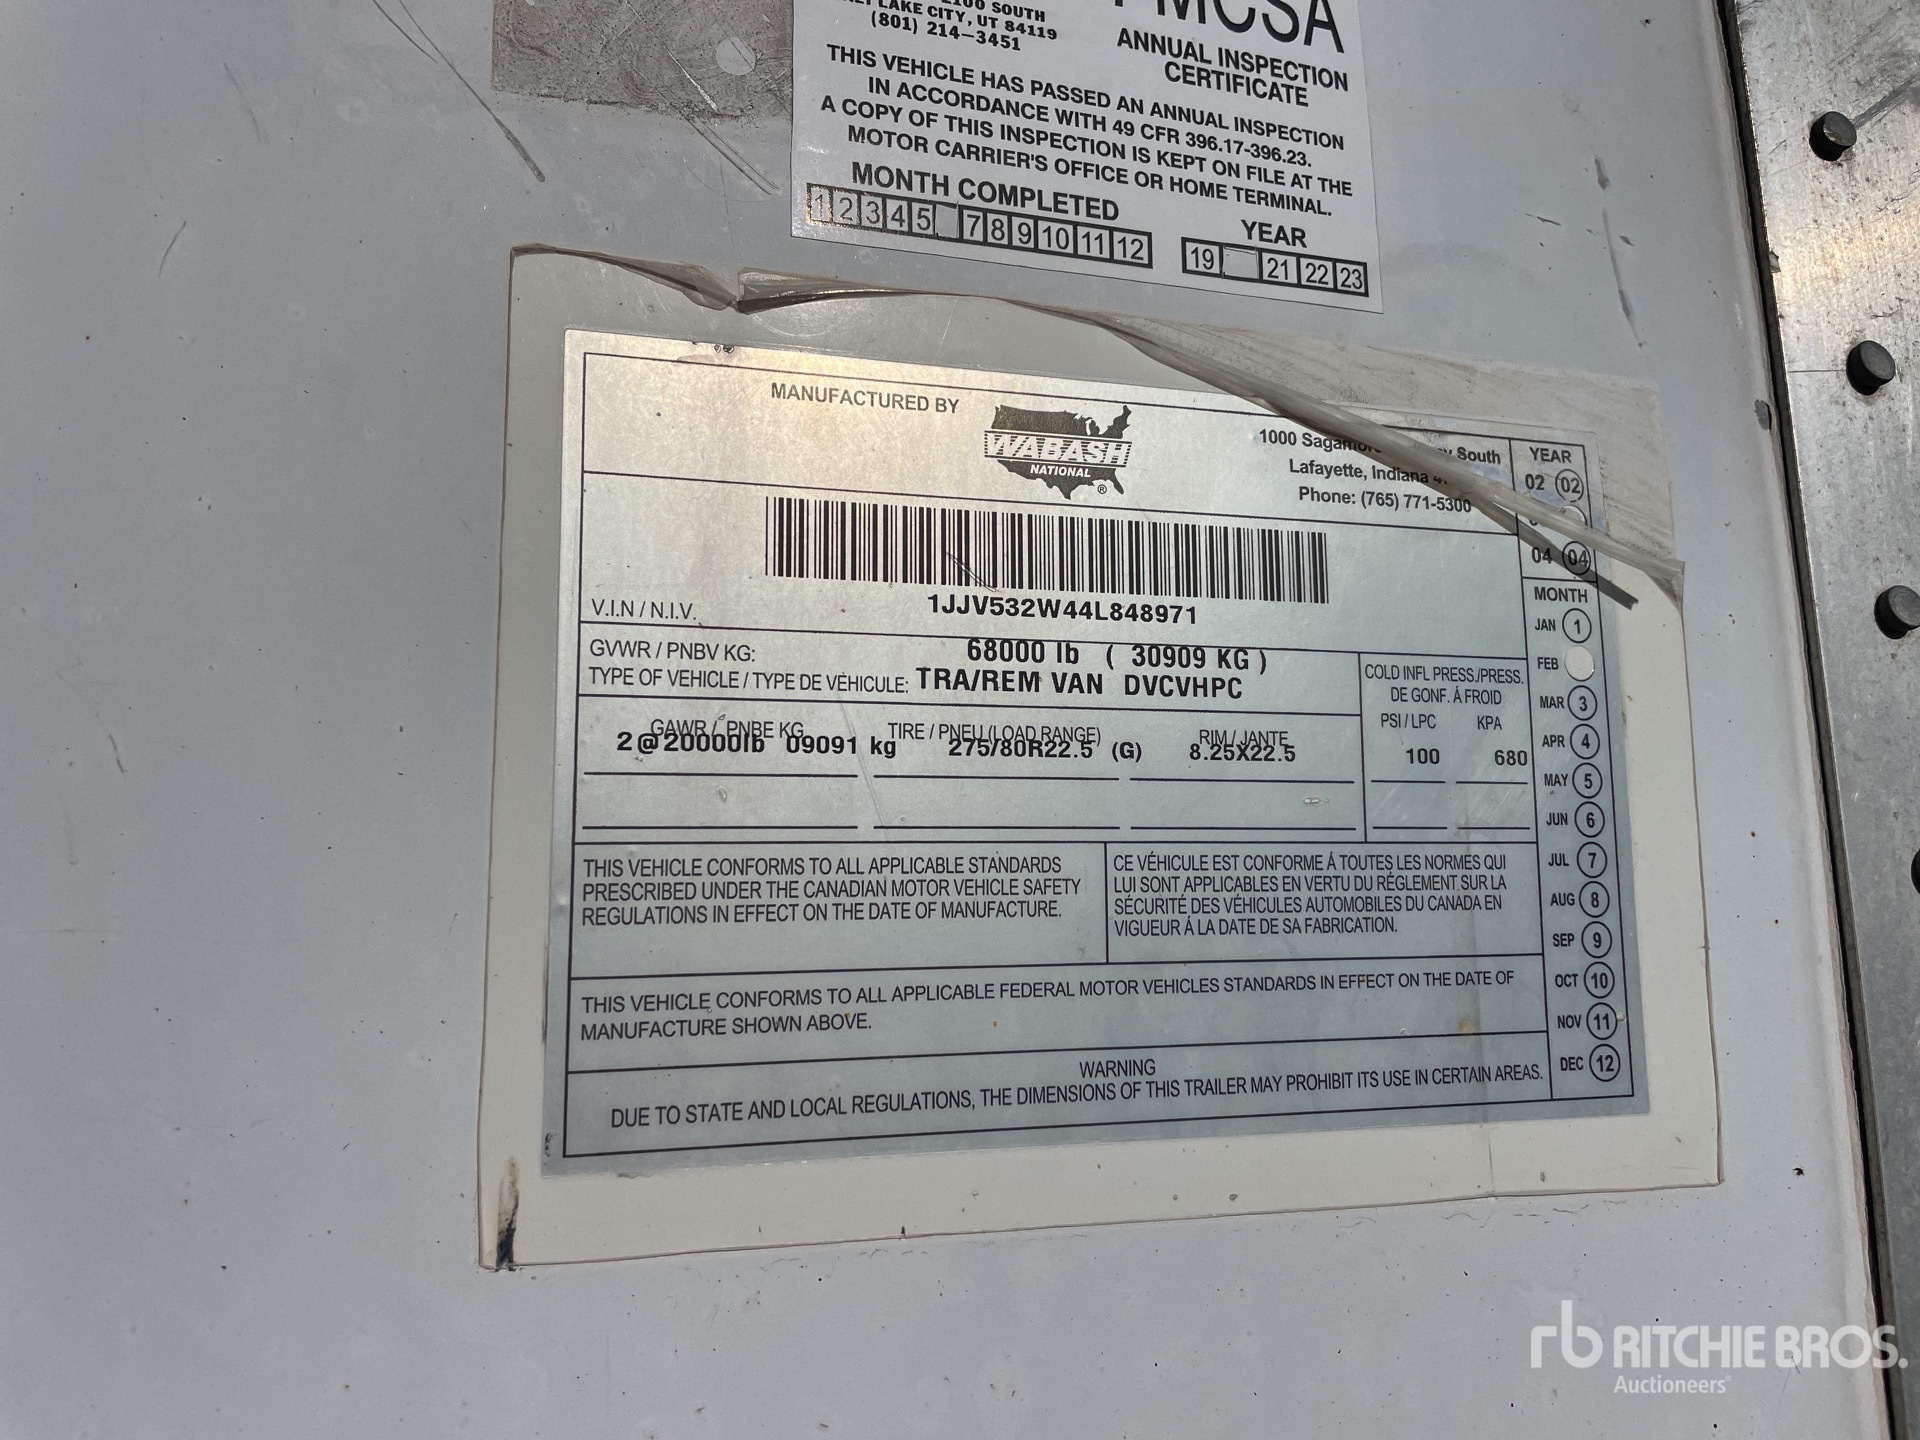 2100 SOUTH
LAKE CITY, UT 84119
(801) 214-3451
FMCSA
ANNUAL INSPECTION
CERTIFICATE
THIS VEHICLE HAS PASSED AN ANNUAL INSPECTION
IN ACCORDANCE WITH 49 CFR 396.17-396.23.
A COPY OF THIS INSPECTION IS KEPT ON FILE AT THE
MOTOR CARRIER'S OFFICE OR HOME TERMINAL.
MONTH COMPLETED
1 2 3 4 5 7 8 9 10 11 12
YEAR
19 21 22 23
MANUFACTURED BY
WABASH
NATIONAL
®
1000 South
Lafayette, Indiana
Phone: (765) 771-5300
V.I.N / N.I.V.
1JJV532W44L848971
GVWR / PNBV KG: 68000 lb ( 30909 KG )
TYPE OF VEHICLE / TYPE DE VÉHICULE: TRA/REM VAN DVCVHPC
GAWR / PNBE KG TIRE / PNEU (LOAD RANGE) RIM / JANTE
2@20000lb 09091 kg 275/80R22.5 (G) 8.25X22.5
COLD INFL PRESS./PRESS.
DE GONF. Á FROID
PSI / LPC KPA
100 680
THIS VEHICLE CONFORMS TO ALL APPLICABLE STANDARDS
PRESCRIBED UNDER THE CANADIAN MOTOR VEHICLE SAFETY
REGULATIONS IN EFFECT ON THE DATE OF MANUFACTURE.
CE VÉHICULE EST CONFORME Á TOUTES LES NORMES QUI
LUI SONT APPLICABLES EN VERTU DU RÉGLEMENT SUR LA
SÉCURITÉ DES VÉHICULES AUTOMOBILES DU CANADA EN
VIGUEUR Á LA DATE DE SA FABRICATION.
THIS VEHICLE CONFORMS TO ALL APPLICABLE FEDERAL MOTOR VEHICLES STANDARDS IN EFFECT ON THE DATE OF
MANUFACTURE SHOWN ABOVE.
WARNING
DUE TO STATE AND LOCAL REGULATIONS, THE DIMENSIONS OF THIS TRAILER MAY PROHIBIT ITS USE IN CERTAIN AREAS.
YEAR
02 02
04 04
MONTH
JAN 1
FEB
MAR 3
APR 4
MAY 5
JUN 6
JUL 7
AUG 8
SEP 9
OCT 10
NOV 11
DEC 12
rb RITCHIE BROS.
Auctioneers